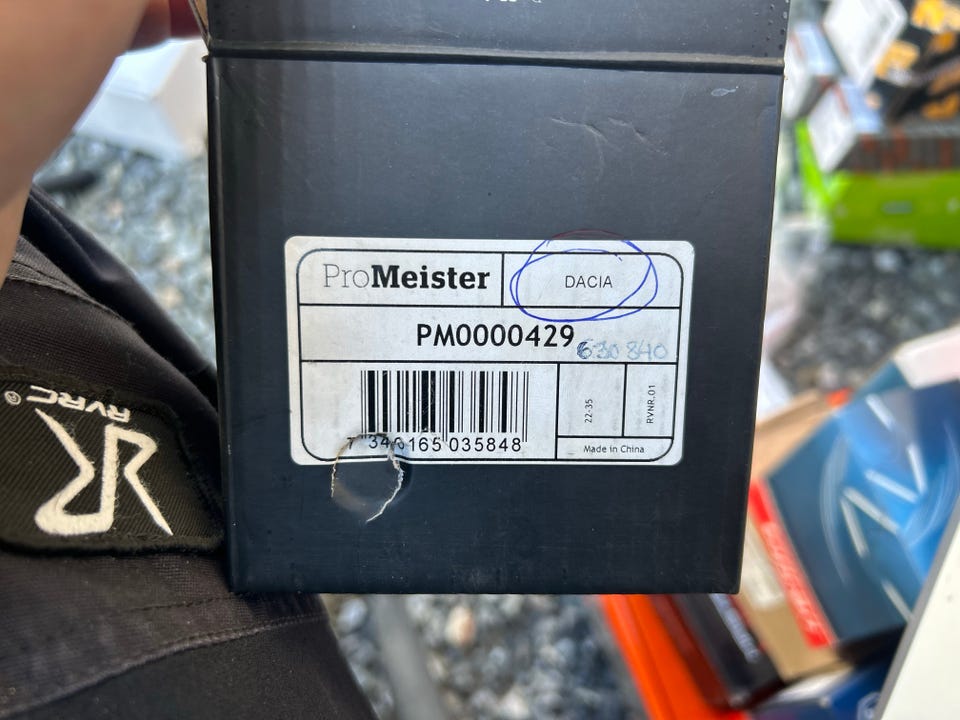 ProMeister
DACIA
PM0000429
630 840
22-35
RVNR.01
7 340165 035848
Made in China
RVRC®